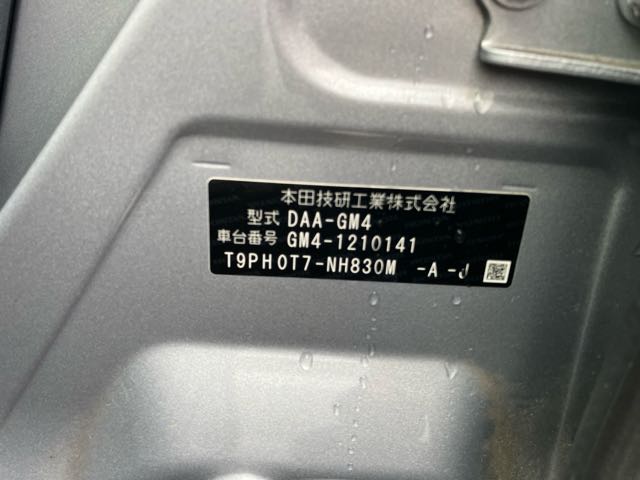 本田技研工業株式会社
型式 DAA-GM4
車台番号 GM4-1210141
T9PH0T7-NH830M -A -J